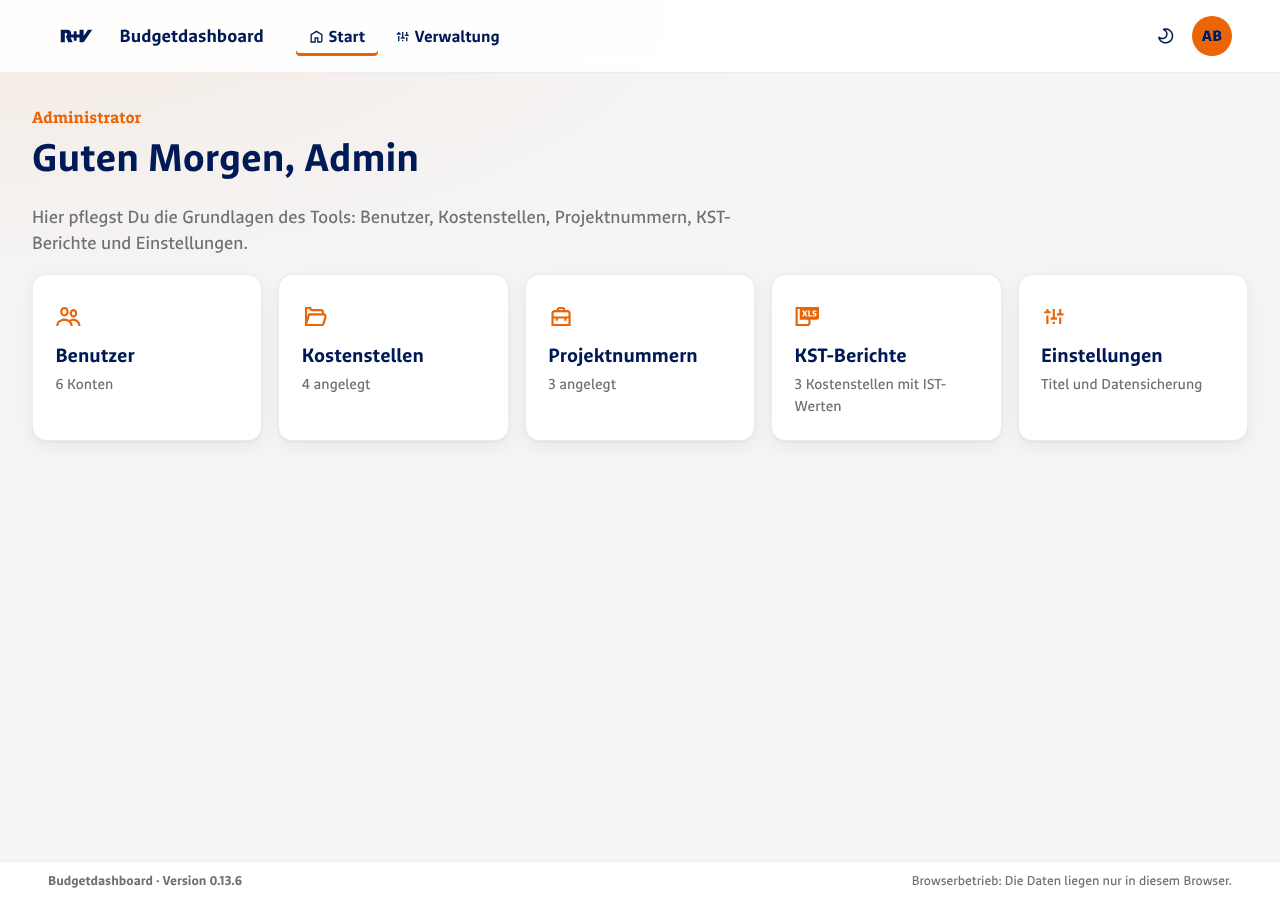 R+V Budgetdashboard Start Verwaltung AB
Administrator
Guten Morgen, Admin
Hier pflegst Du die Grundlagen des Tools: Benutzer, Kostenstellen, Projektnummern, KST-
Berichte und Einstellungen.
Benutzer
6 Konten
Kostenstellen
4 angelegt
Projektnummern
3 angelegt
XLS
KST-Berichte
3 Kostenstellen mit IST-
Werten
Einstellungen
Titel und Datensicherung
Budgetdashboard · Version 0.13.6
Browserbetrieb: Die Daten liegen nur in diesem Browser.